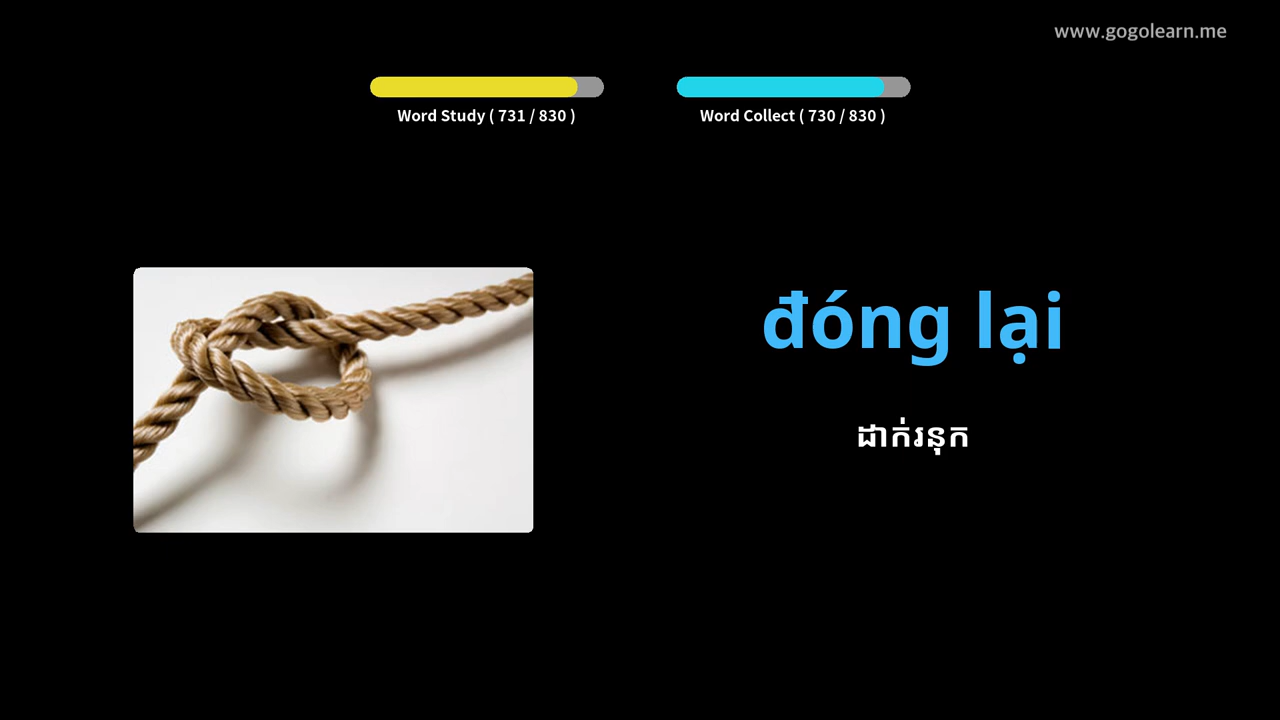 www.gogolearn.me
Word Study ( 731 / 830 )
Word Collect ( 730 / 830 )
đóng lại
ដាក់រនុក